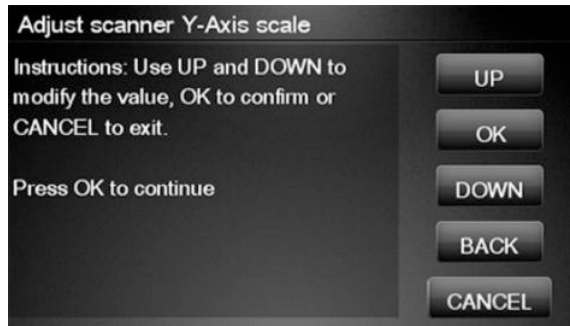 Adjust scanner Y-Axis scale
Instructions: Use UP and DOWN to
modify the value, OK to confirm or
CANCEL to exit.
Press OK to continue
UP
OK
DOWN
BACK
CANCEL